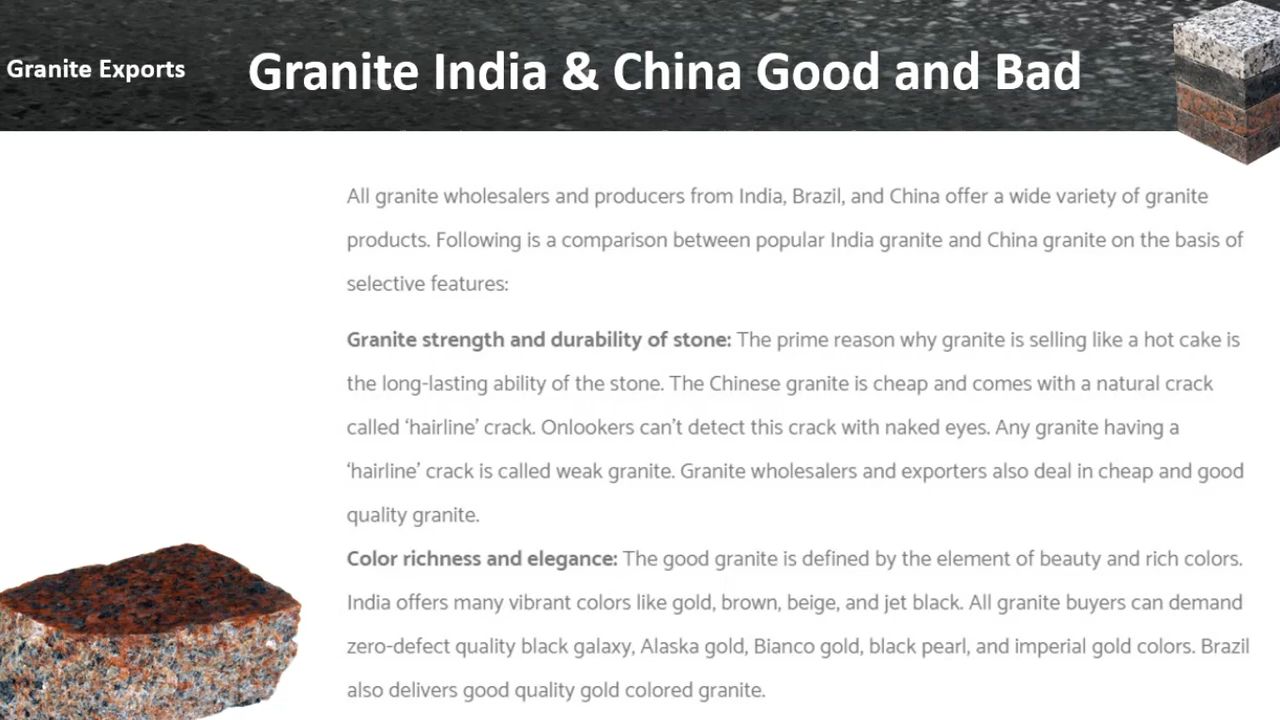 Granite Exports
Granite India & China Good and Bad
All granite wholesalers and producers from India, Brazil, and China offer a wide variety of granite
products. Following is a comparison between popular India granite and China granite on the basis of
selective features:
Granite strength and durability of stone: The prime reason why granite is selling like a hot cake is
the long-lasting ability of the stone. The Chinese granite is cheap and comes with a natural crack
called ‘hairline’ crack. Onlookers can’t detect this crack with naked eyes. Any granite having a
‘hairline’ crack is called weak granite. Granite wholesalers and exporters also deal in cheap and good
quality granite.
Color richness and elegance: The good granite is defined by the element of beauty and rich colors.
India offers many vibrant colors like gold, brown, beige, and jet black. All granite buyers can demand
zero-defect quality black galaxy, Alaska gold, Bianco gold, black pearl, and imperial gold colors. Brazil
also delivers good quality gold colored granite.